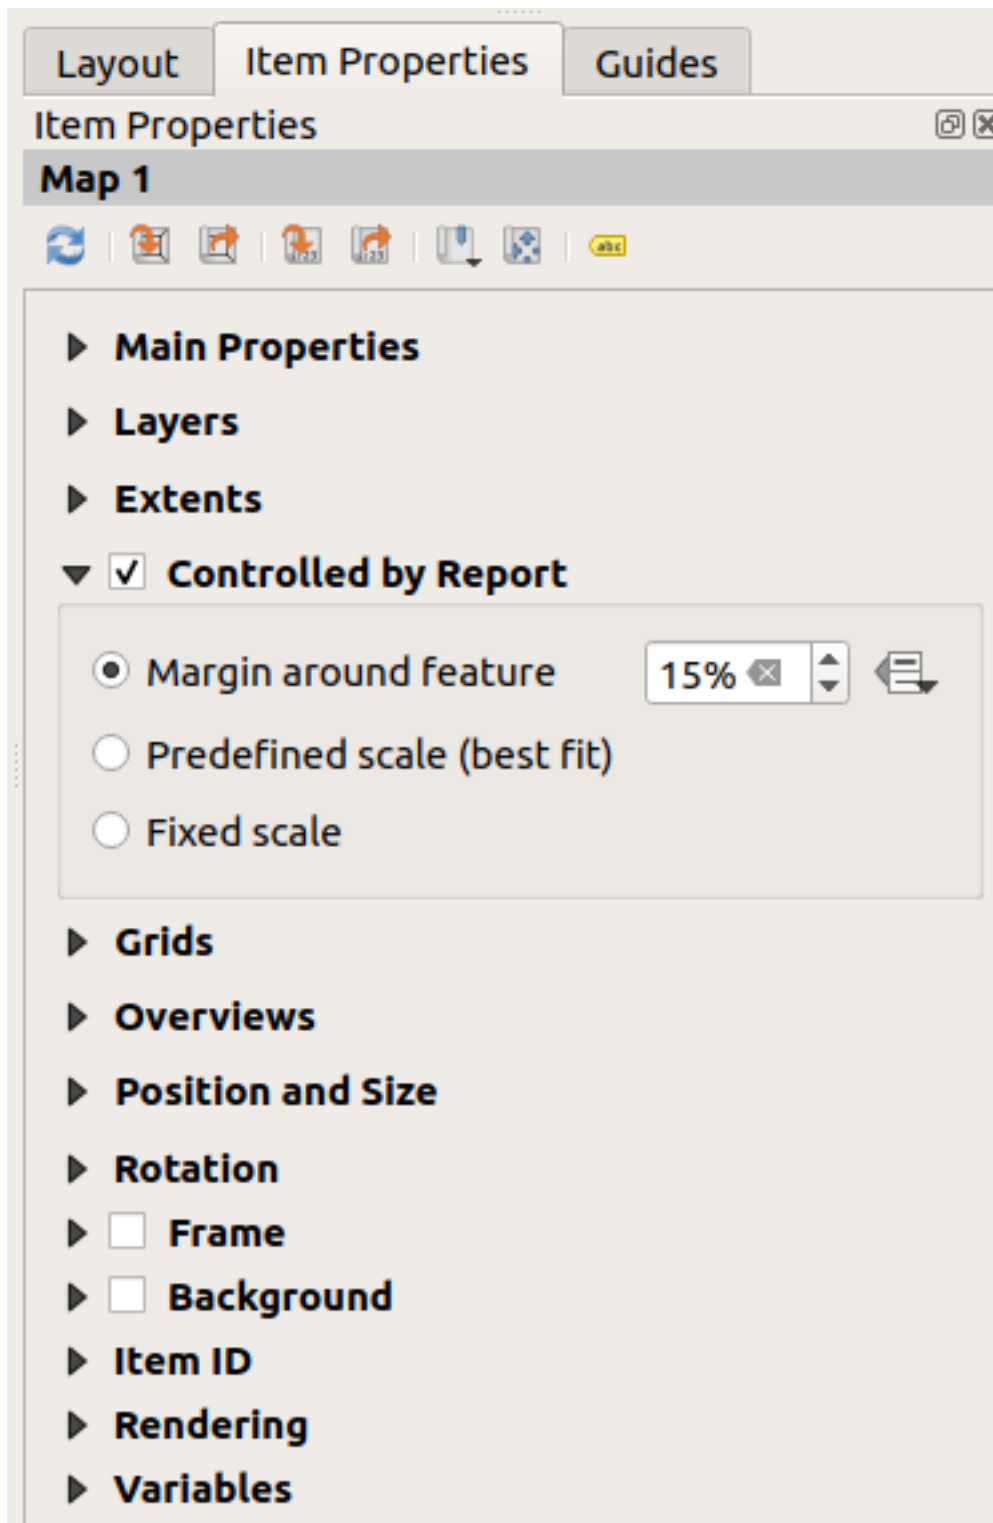 Layout Item Properties Guides
Item Properties
Map 1
abc
Main Properties
Layers
Extents
Controlled by Report
Margin around feature 15%
Predefined scale (best fit)
Fixed scale
Grids
Overviews
Position and Size
Rotation
Frame
Background
Item ID
Rendering
Variables